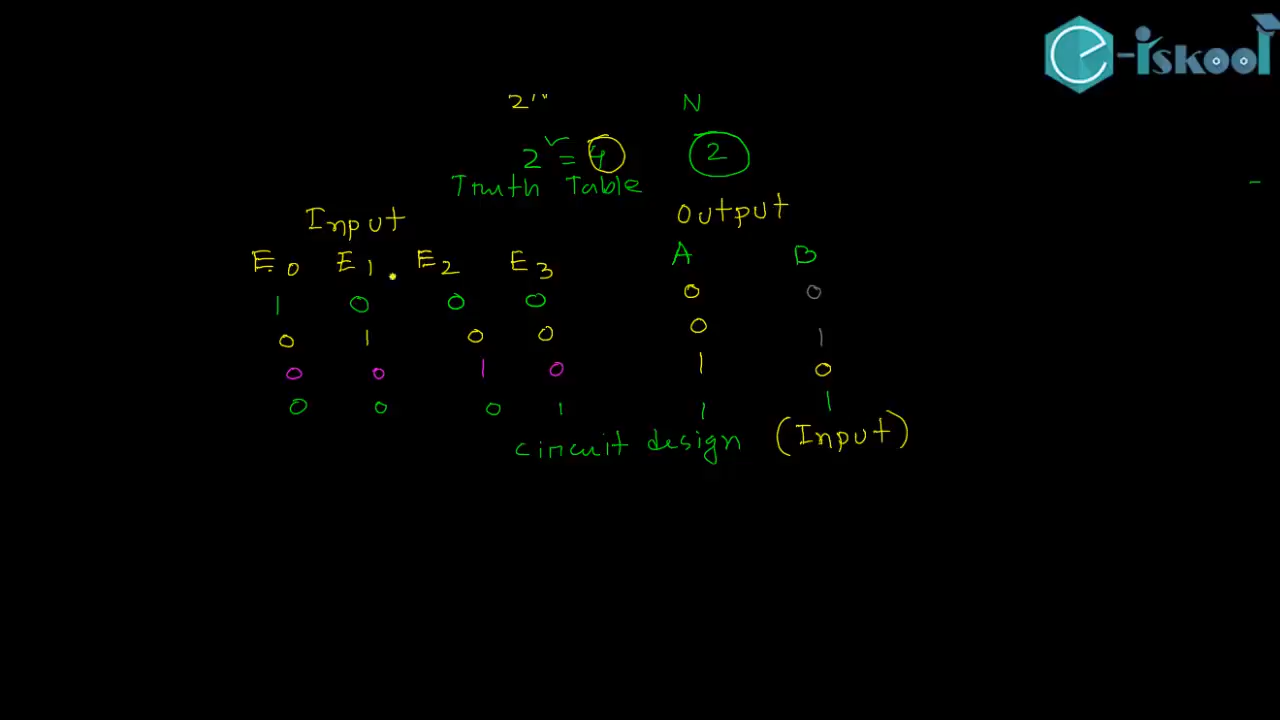 e-iskool
N
2² = 4 2
Truth Table
Input Output
E0 E1 E2 E3 A B
1 0 0 0 0 0
0 1 0 0 0 1
0 0 1 0 1 0
0 0 0 1 1 1
circuit design (Input)